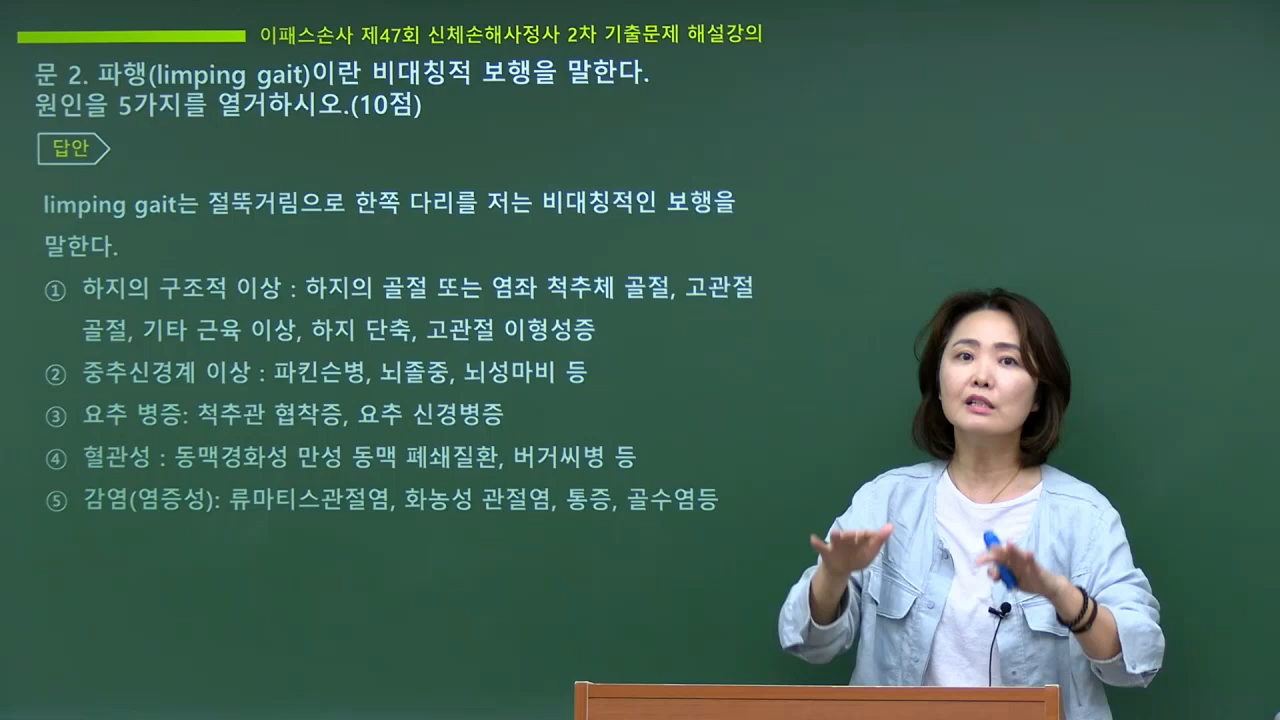 이패스손사 제47회 신체손해사정사 2차 기출문제 해설강의
문 2. 파행(limping gait)이란 비대칭적 보행을 말한다.
원인을 5가지를 열거하시오.(10점)
답안
limping gait는 절뚝거림으로 한쪽 다리를 저는 비대칭적인 보행을
말한다.
① 하지의 구조적 이상 : 하지의 골절 또는 염좌 척추체 골절, 고관절
골절, 기타 근육 이상, 하지 단축, 고관절 이형성증
② 중추신경계 이상 : 파킨슨병, 뇌졸중, 뇌성마비 등
③ 요추 병증: 척추관 협착증, 요추 신경병증
④ 혈관성 : 동맥경화성 만성 동맥 폐쇄질환, 버거씨병 등
⑤ 감염(염증성): 류마티스관절염, 화농성 관절염, 통증, 골수염등